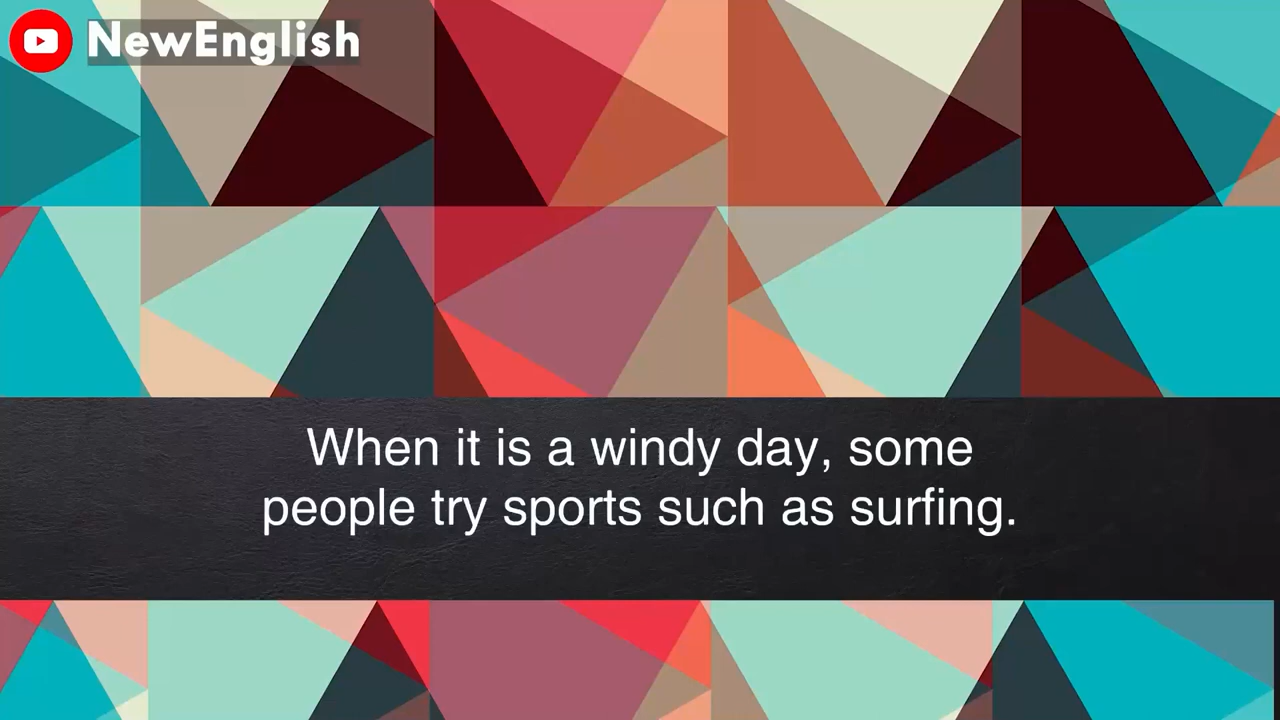 NewEnglish
When it is a windy day, some
people try sports such as surfing.